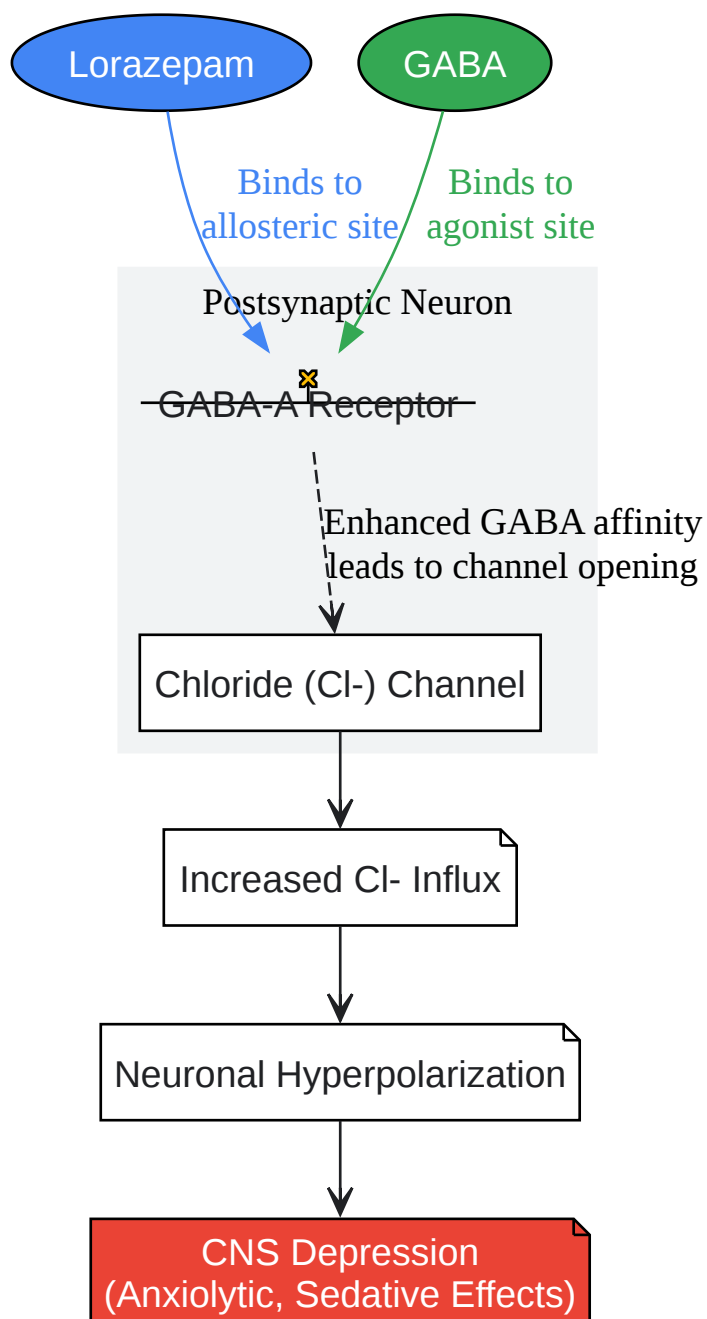 Lorazepam
GABA
Binds to
allosteric site
Binds to
agonist site
Postsynaptic Neuron
GABA-A Receptor
Enhanced GABA affinity
leads to channel opening
Chloride (Cl-) Channel
Increased Cl- Influx
Neuronal Hyperpolarization
CNS Depression
(Anxiolytic, Sedative Effects)